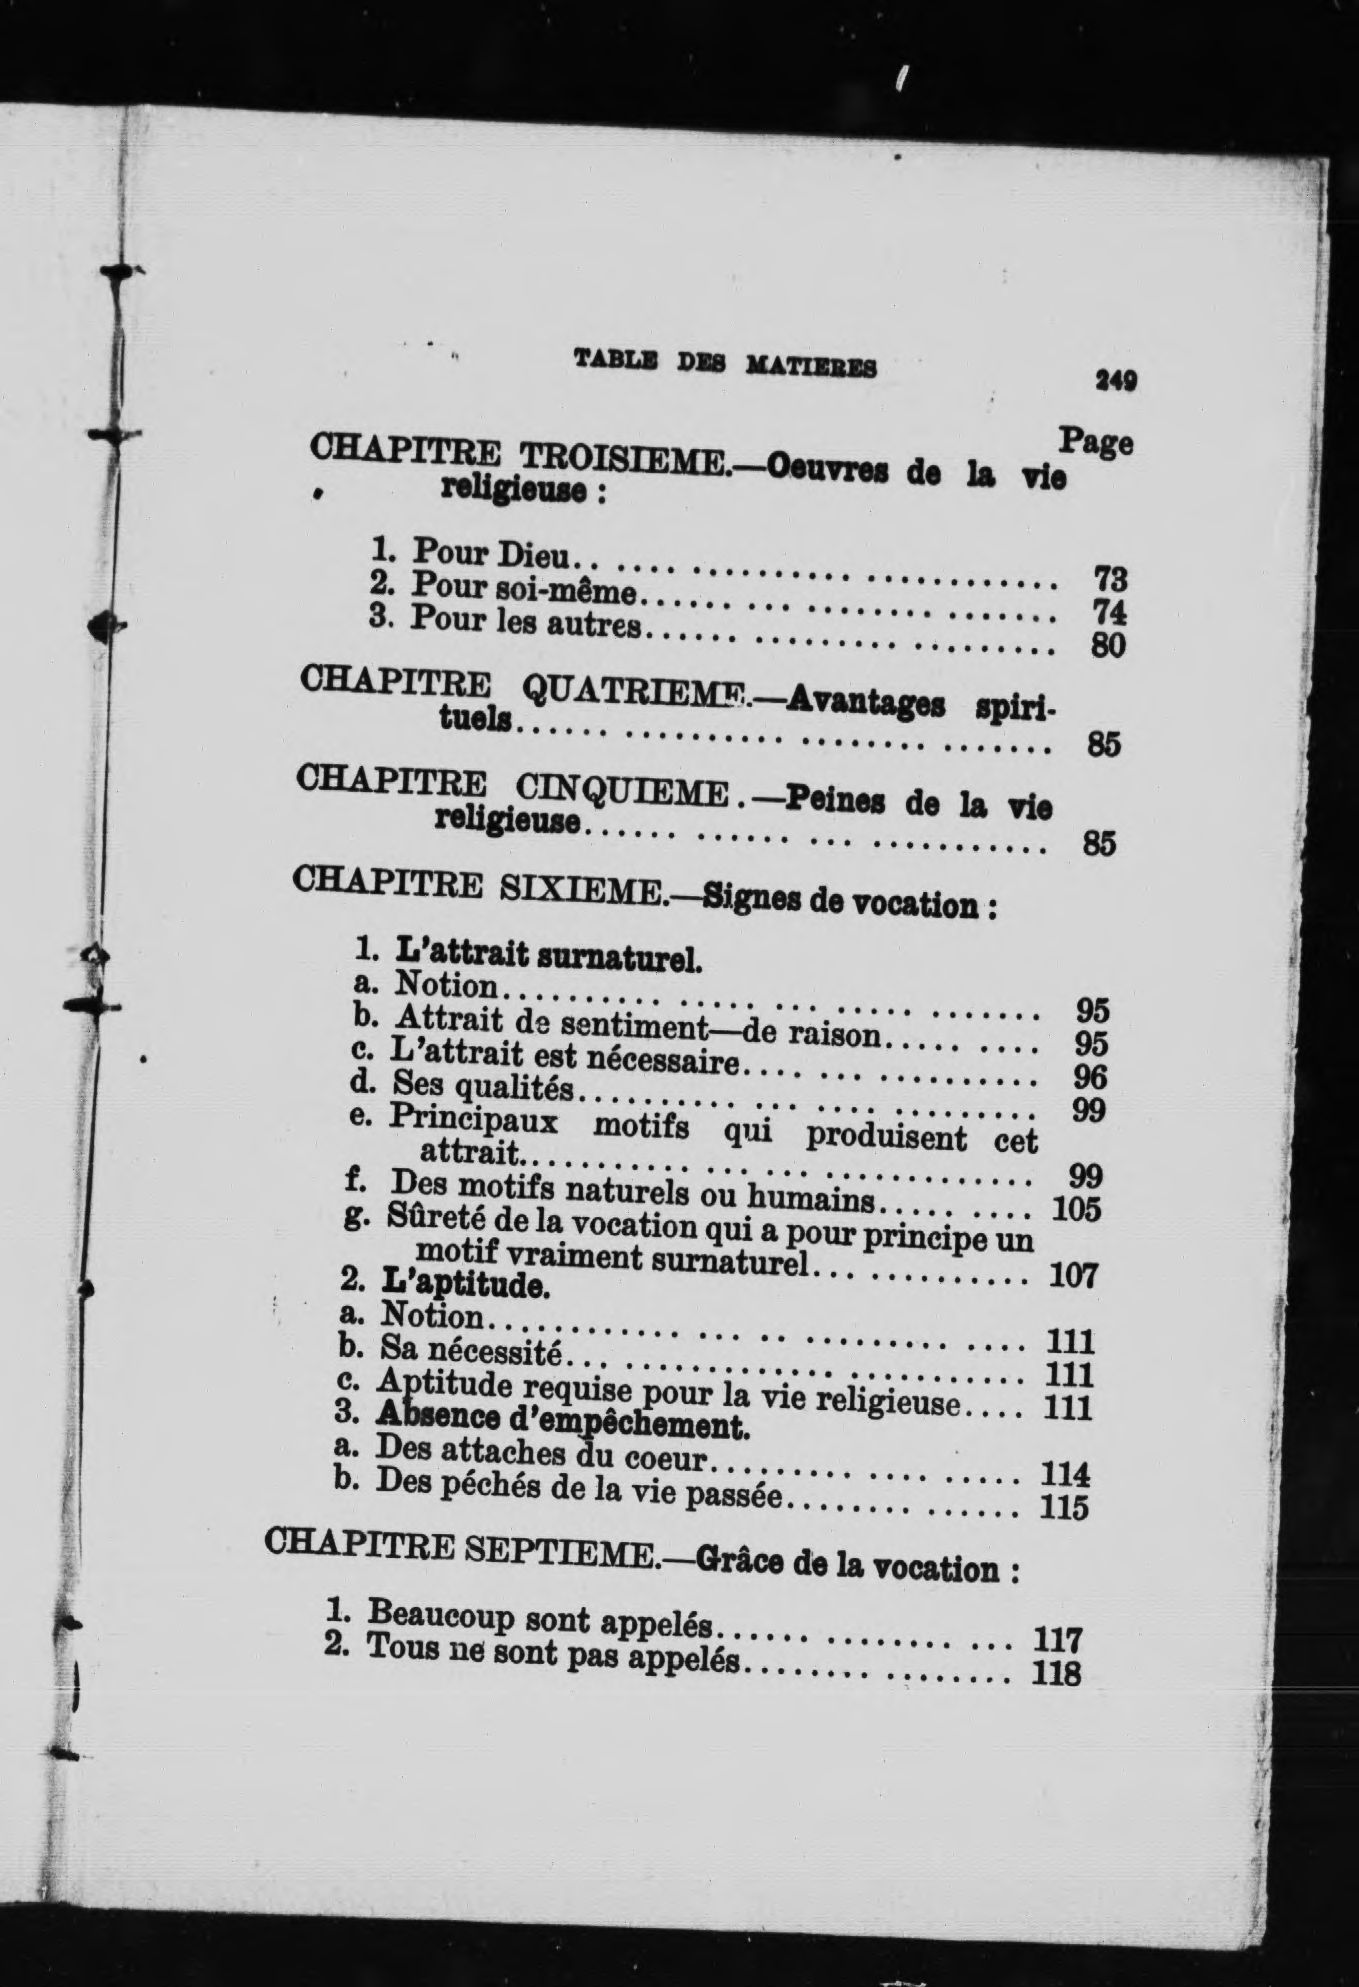 TABLE DES MATIERES 249
Page
CHAPITRE TROISIEME.—Oeuvres de la vie
religieuse :
1. Pour Dieu.. .... ........... ............ 73
2. Pour soi-même...... ... ........ ....... 74
3. Pour les autres...... ......... ......... 80
CHAPITRE QUATRIEME.—Avantages spiri-
tuels...... .......... ........ ....... 85
CHAPITRE CINQUIEME.—Peines de la vie
religieuse...... ...... ... ........... 85
CHAPITRE SIXIEME.—Signes de vocation :
1. L'attrait surnaturel.
a. Notion.......... ..... ... ...... ....... 95
b. Attrait de sentiment—de raison..... .... 95
c. L'attrait est nécessaire.... ... .......... 96
d. Ses qualités.......... ... .... ......... 99
e. Principaux motifs qui produisent cet
attrait........... ... ... ............. 99
f. Des motifs naturels ou humains..... .... 105
g. Sûreté de la vocation qui a pour principe un
motif vraiment surnaturel... ........... 107
2. L'aptitude.
a. Notion............ ... .. ......... .... 111
b. Sa nécessité... .............. ........... 111
c. Aptitude requise pour la vie religieuse.... 111
3. Absence d'empêchement.
a. Des attaches du coeur......... .... ..... 114
b. Des péchés de la vie passée........ ...... 115
CHAPITRE SEPTIEME.—Grâce de la vocation :
1. Beaucoup sont appelés...... ........ ... 117
2. Tous ne sont pas appelés........ ........ 118